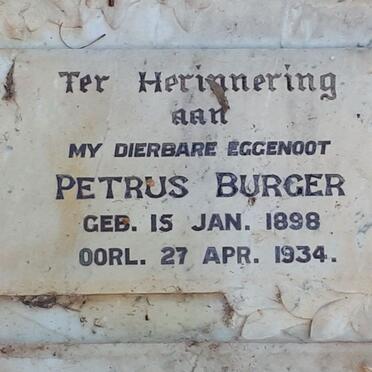 Ter Herinnering
aan
MY DIERBARE EGGENOOT
PETRUS BURGER
GEB. 15 JAN. 1898
OORL. 27 APR. 1934.